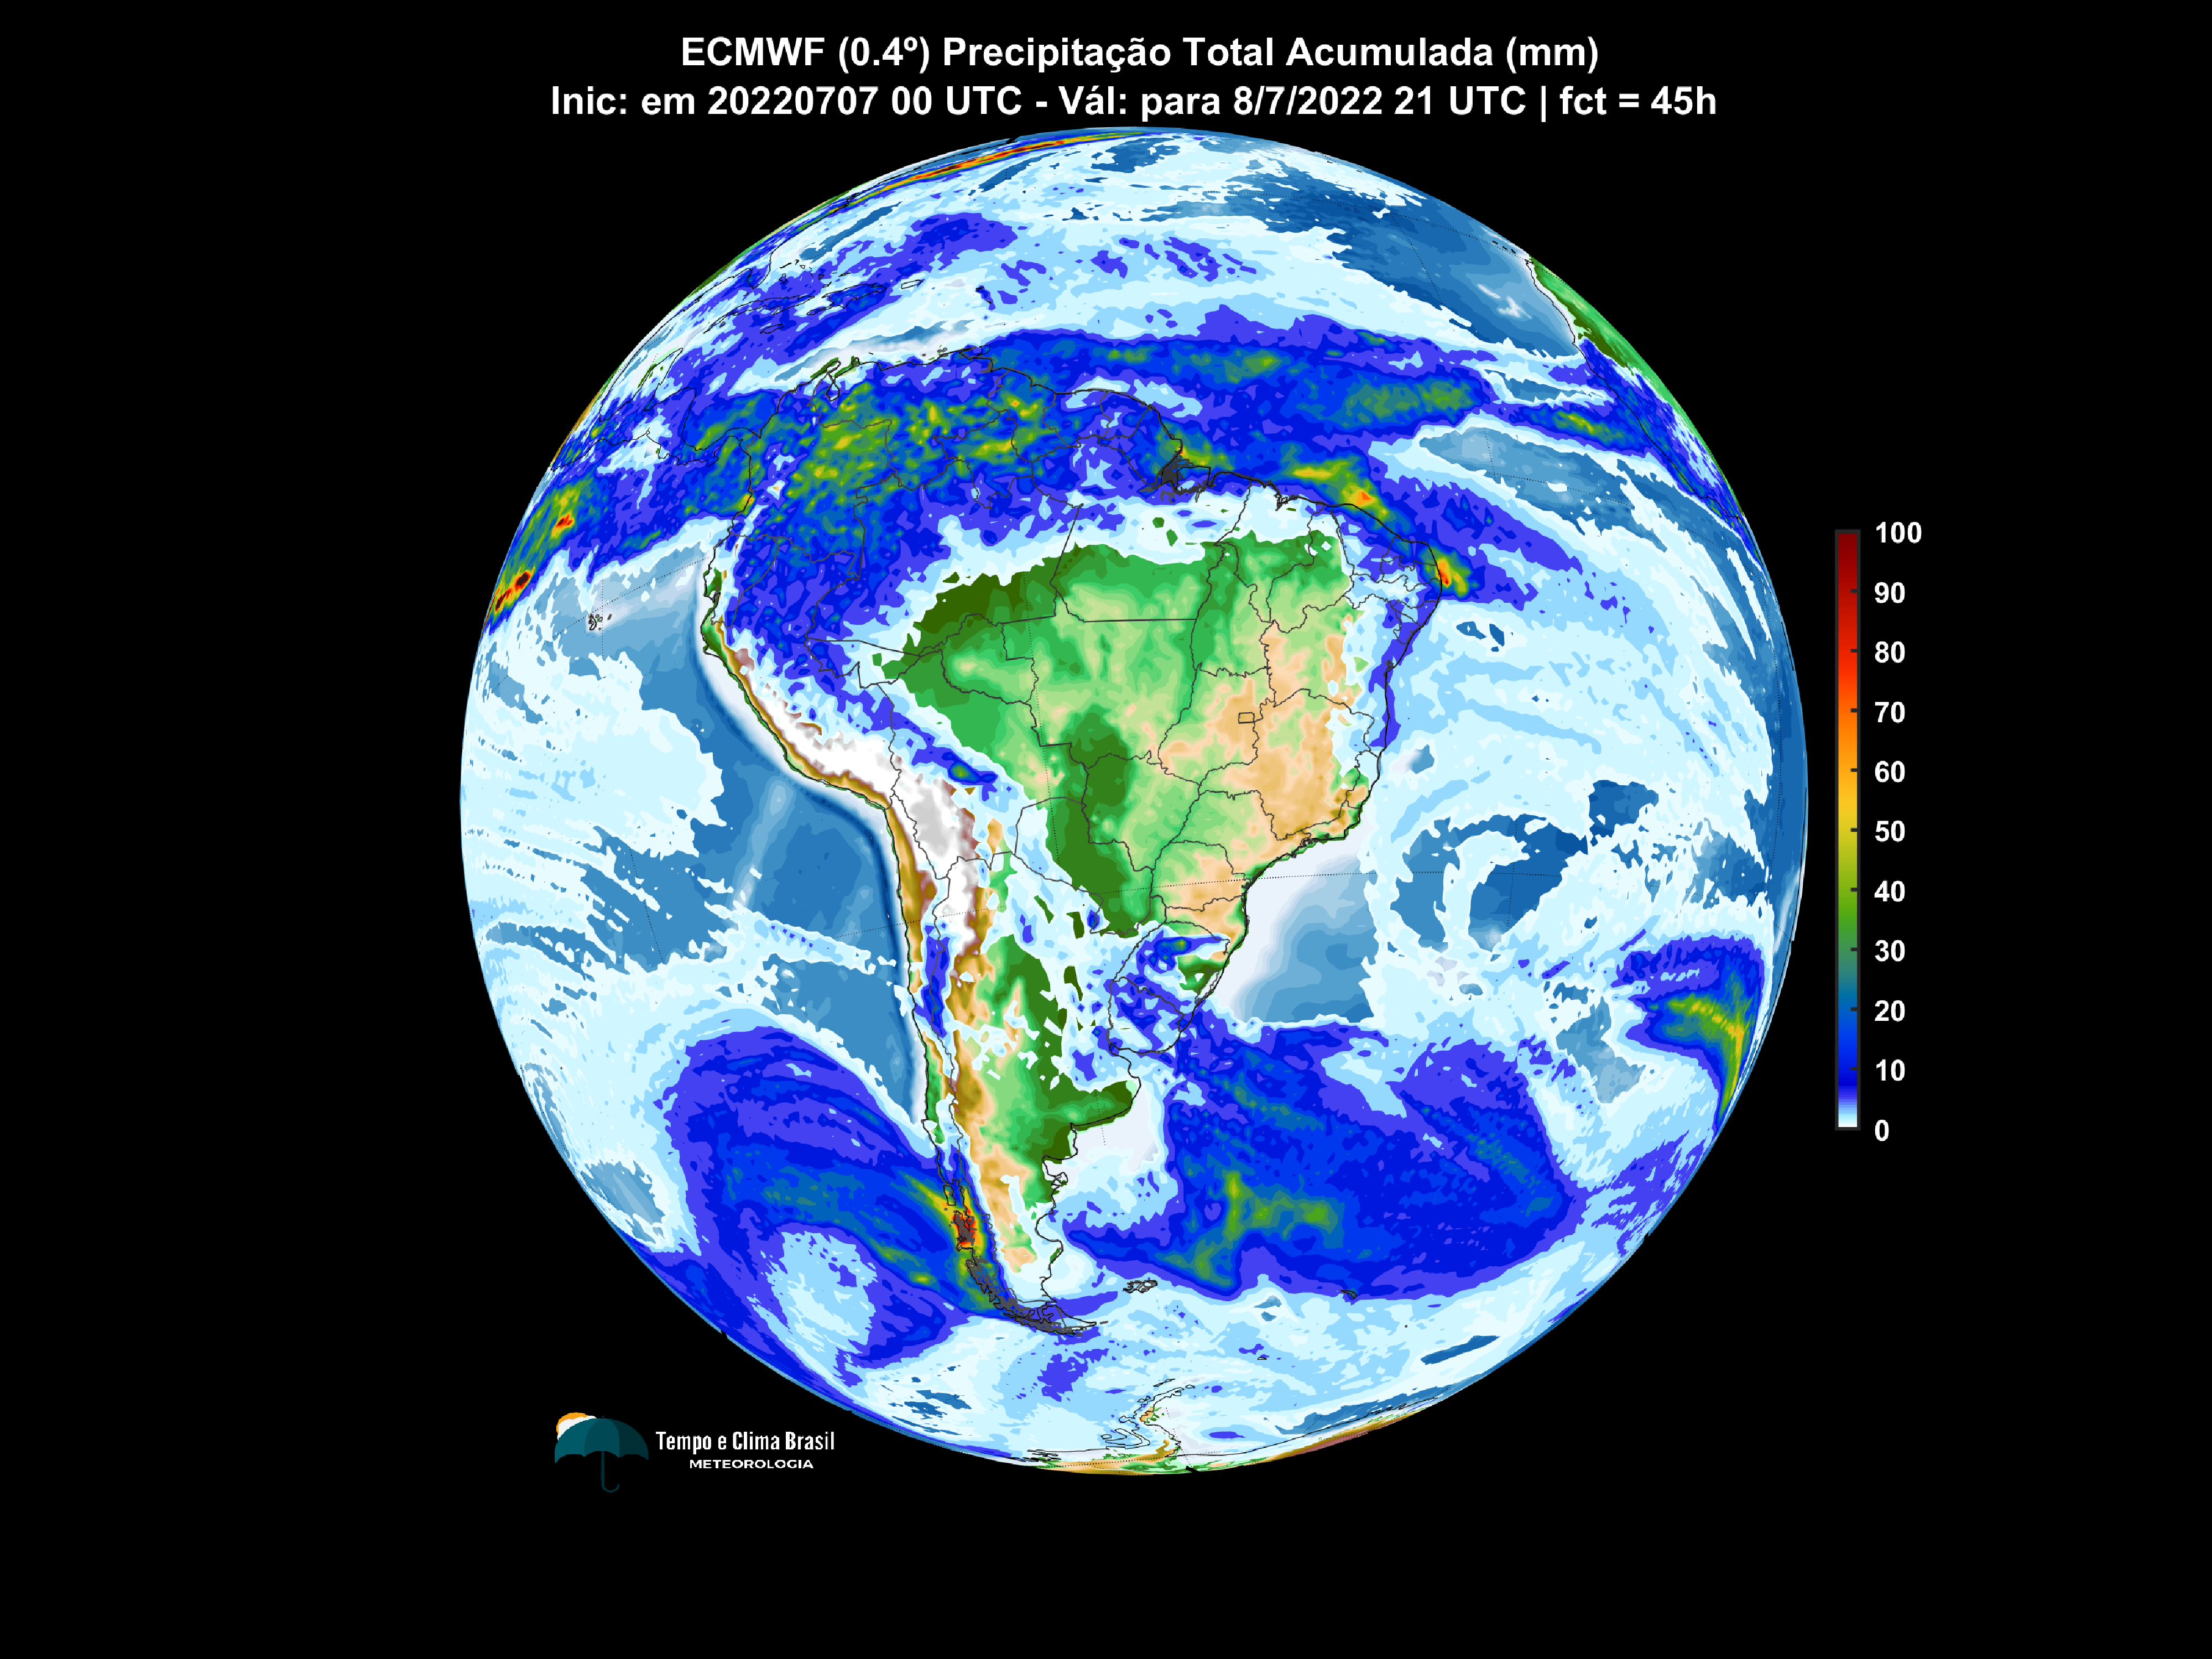 ECMWF (0.4º) Precipitação Total Acumulada (mm)
Inic: em 20220707 00 UTC - Vál: para 8/7/2022 21 UTC | fct = 45h
100
90
80
70
60
50
40
30
20
10
0
Tempo e Clima Brasil
METEOROLOGIA